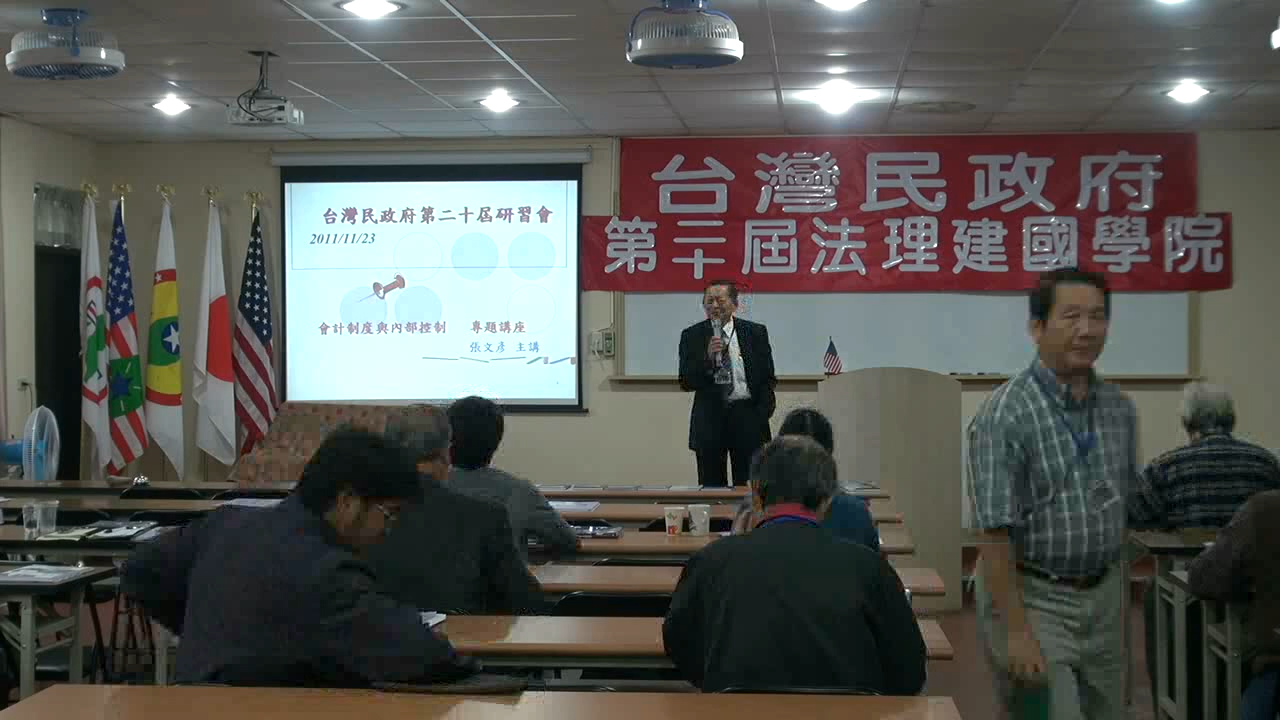 台灣民政府
第二十屆法理建國學院
台灣民政府第二十屆研習會
2011/11/23
會計制度與內部控制 專題講座
張文彥 主講